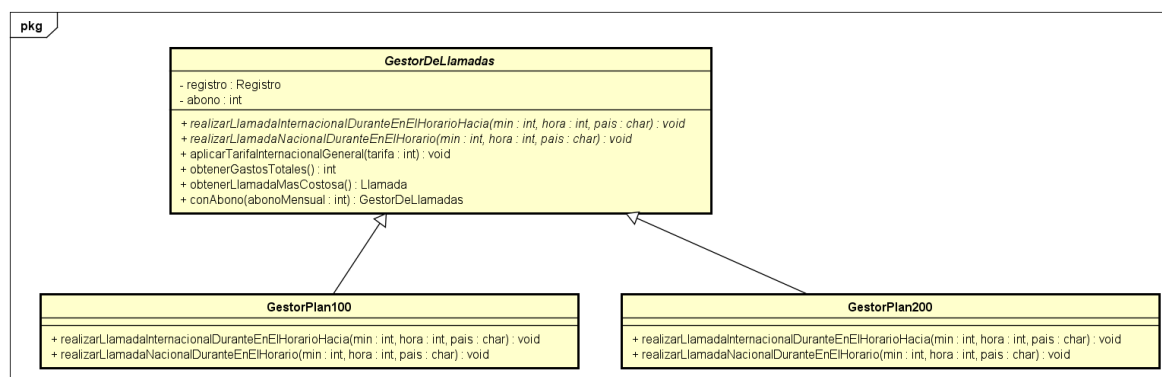 pkg
GestorDeLlamadas
- registro : Registro
- abono : int
+ realizarLlamadaInternacionalDuranteEnElHorarioHacia(min : int, hora : int, pais : char) : void
+ realizarLlamadaNacionalDuranteEnElHorario(min : int, hora : int, pais : char) : void
+ aplicarTarifaInternacionalGeneral(tarifa : int) : void
+ obtenerGastosTotales() : int
+ obtenerLlamadaMasCostosa() : Llamada
+ conAbono(abonoMensual : int) : GestorDeLlamadas
GestorPlan100
+ realizarLlamadaInternacionalDuranteEnElHorarioHacia(min : int, hora : int, pais : char) : void
+ realizarLlamadaNacionalDuranteEnElHorario(min : int, hora : int, pais : char) : void
GestorPlan200
+ realizarLlamadaInternacionalDuranteEnElHorarioHacia(min : int, hora : int, pais : char) : void
+ realizarLlamadaNacionalDuranteEnElHorario(min : int, hora : int, pais : char) : void